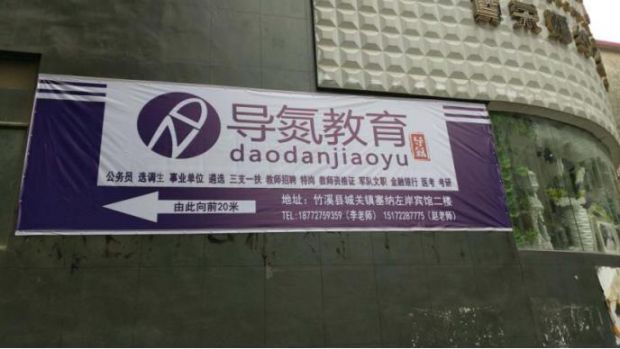 导氮教育
daodanjiaoyu
公务员 选调生 事业单位 遴选 三支一扶 教师招聘 特岗 教师资格证 军队文职 金融银行 医考 考研
由此向前20米
地址：竹溪县城关镇塞纳左岸宾馆二楼
TEL:18772759359（李老师） 15172287775（赵老师）